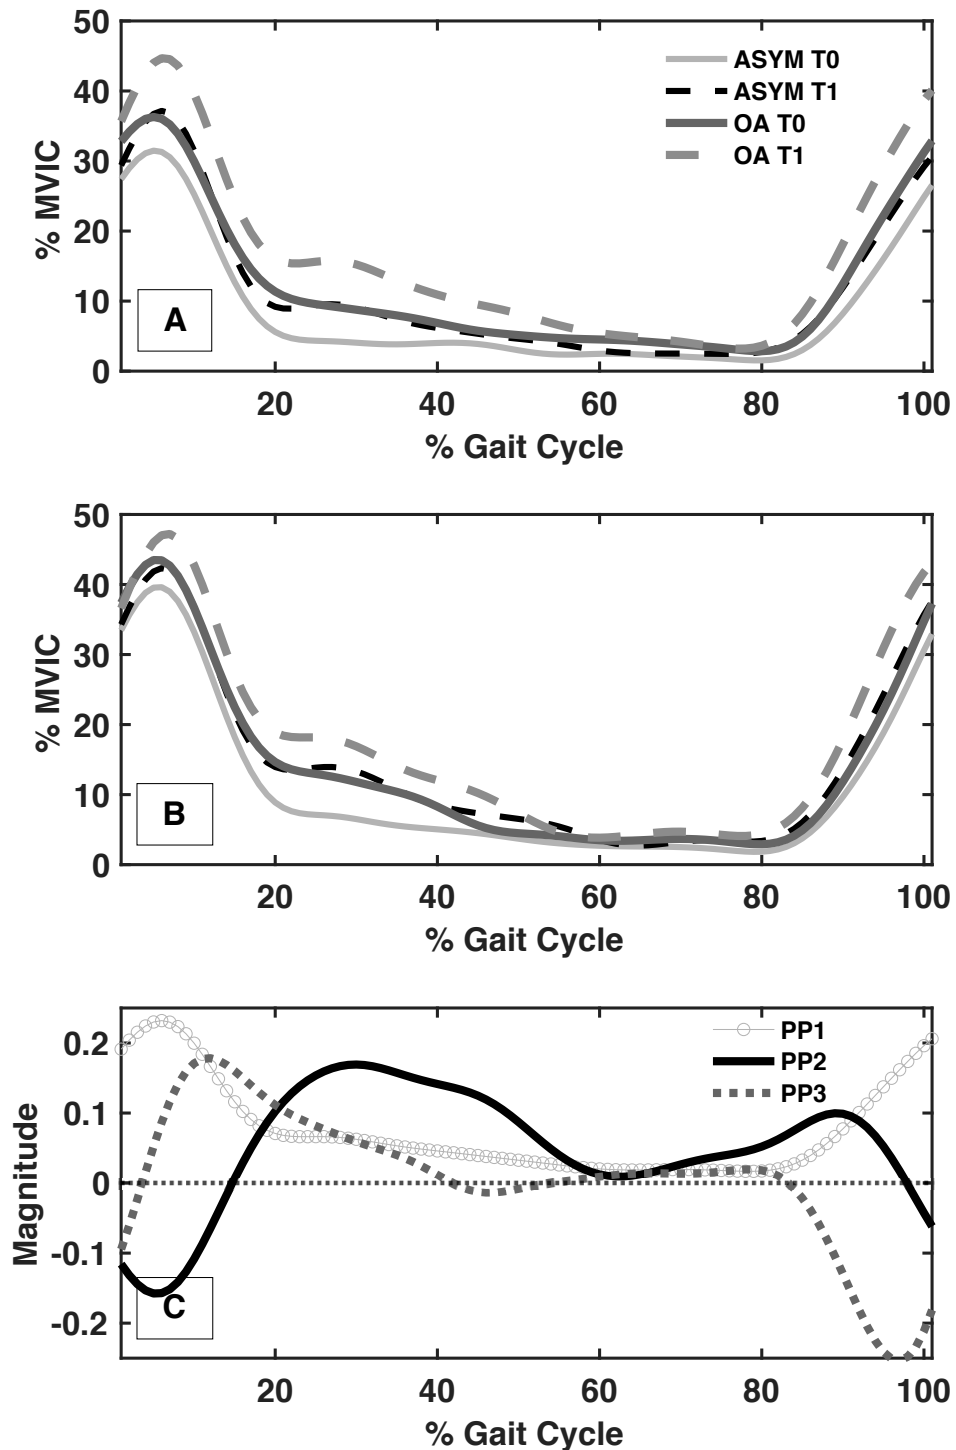 50
40
30
20
10
0
% MVIC
ASYM T0
ASYM T1
OA T0
OA T1
A
20 40 60 80 100
% Gait Cycle
50
40
30
20
10
0
% MVIC
B
20 40 60 80 100
% Gait Cycle
0.2
0.1
0
-0.1
-0.2
Magnitude
PP1
PP2
PP3
C
20 40 60 80 100
% Gait Cycle